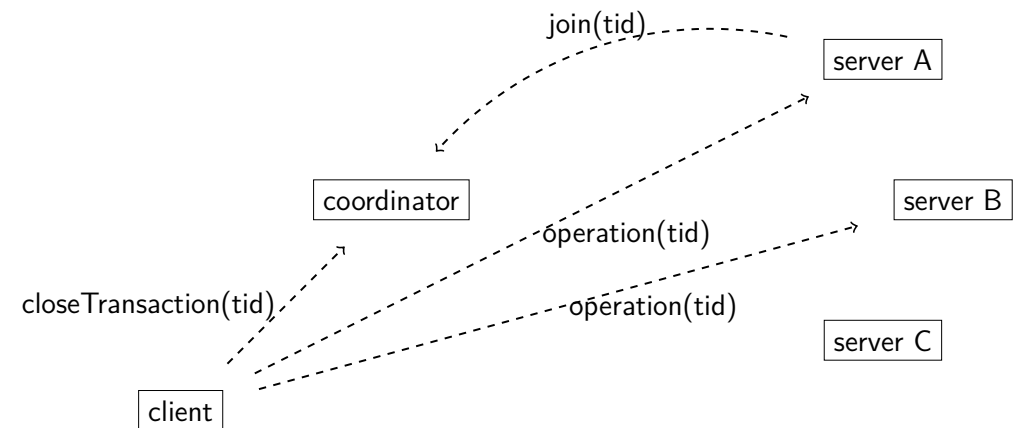 join(tid)
server A
coordinator
server B
operation(tid)
closeTransaction(tid)
operation(tid)
server C
client